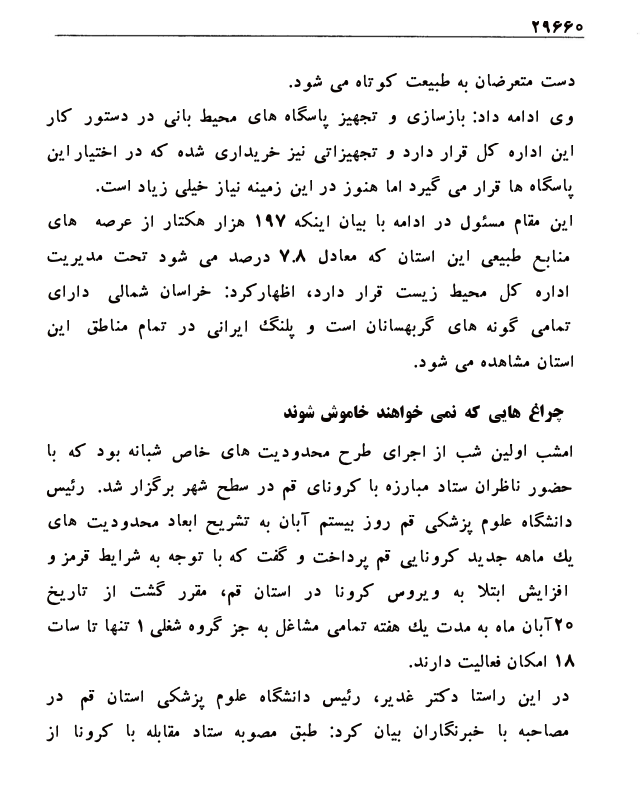 ۲۹۶۶۰
دست متعرضان به طبیعت کوتاه می شود.
وی ادامه داد: بازسازی و تجهیز پاسگاه های محیط بانی در دستور کار
این اداره کل قرار دارد و تجهیزاتی نیز خریداری شده که در اختیار این
پاسگاه ها قرار می گیرد اما هنوز در این زمینه نیاز خیلی زیاد است.
این مقام مسئول در ادامه با بیان اینکه ۱۹۷ هزار هکتار از عرصه های
منابع طبیعی این استان که معادل ۷.۸ درصد می شود تحت مدیریت
اداره کل محیط زیست قرار دارد، اظهارکرد: خراسان شمالی دارای
تمامی گونه های گربهسانان است و پلنگ ایرانی در تمام مناطق این
استان مشاهده می شود.
چراغ هایی که نمی خواهند خاموش شوند
امشب اولین شب از اجرای طرح محدودیت های خاص شبانه بود که با
حضور ناظران ستاد مبارزه با کرونای قم در سطح شهر برگزار شد. رئیس
دانشگاه علوم پزشکی قم روز بیستم آبان به تشریح ابعاد محدودیت های
یك ماهه جدید کرونایی قم پرداخت و گفت که با توجه به شرایط قرمز و
افزایش ابتلا به ویروس کرونا در استان قم، مقرر گشت از تاریخ
۲۰آبان ماه به مدت یك هفته تمامی مشاغل به جز گروه شغلی ۱ تنها تا سات
۱۸ امکان فعالیت دارند.
در این راستا دکتر غدیر، رئیس دانشگاه علوم پزشکی استان قم در
مصاحبه با خبرنگاران بیان کرد: طبق مصوبه ستاد مقابله با کرونا از